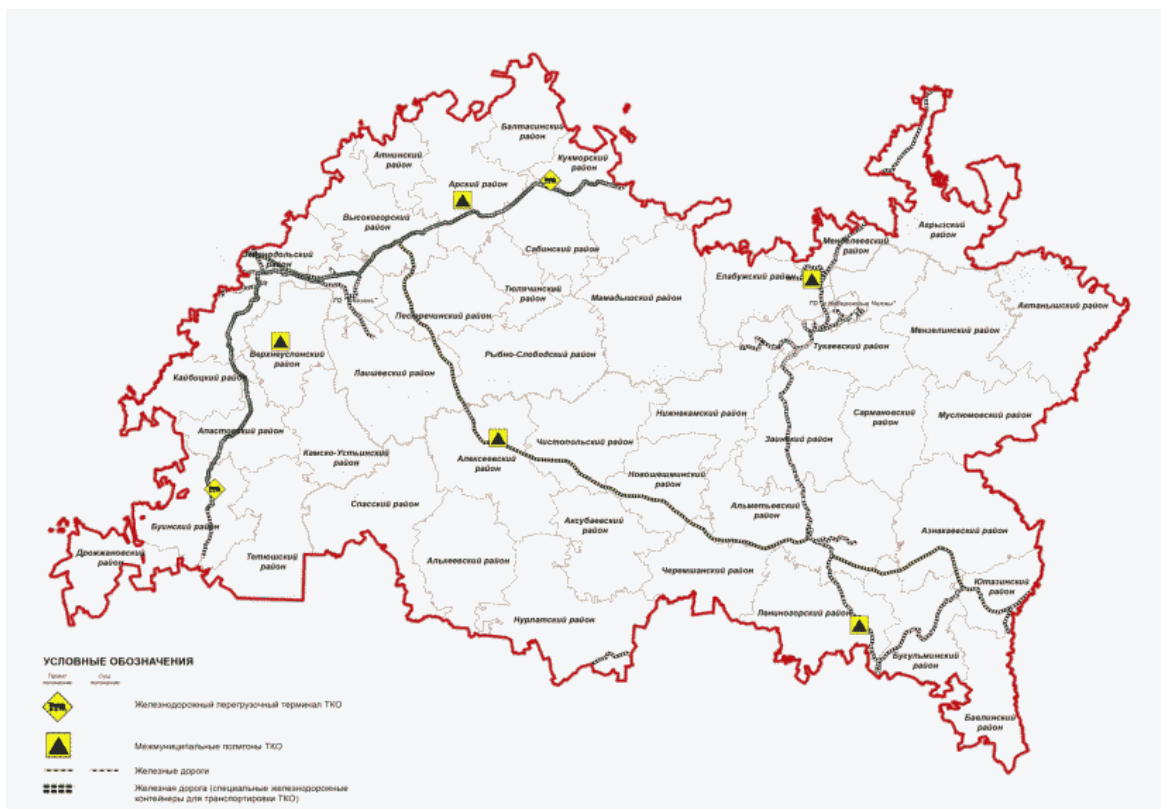 Балтасинский
район
Кукморский
район
Атнинский
район
Арский район
Высокогорский
район
Сабинский район
Агрызский
район
Менделеевский
район
район
Елабужский район
Тюлячинский
район
Мамадышский район
Актанышский район
Пестречинский район
Мензелинский район
Тукаевский район
Верхнеуслонский
район
Рыбно-Слободский район
Кайбицкий район
Лаишевский район
Нижнекамский район
Сармановский
район
Муслюмовский район
Апастовский район
Чистопольский район
Заинский район
Камско-Устьинский
район
Алексеевский
район
Новошешминский
район
Спасский район
Альметьевский
район
Аксубаевский
район
Буинский район
Азнакаевский район
Дрожжановский
район
Тетюшский
район
Алькеевский район
Черемшанский район
Ютазинский
район
Лениногорский район
Нурлатский район
Бугульминский
район
Бавлинский
район
УСЛОВНЫЕ ОБОЗНАЧЕНИЯ
Железнодорожный перегрузочный терминал ТКО
Межмуниципальные полигоны ТКО
Железные дороги
Железная дорога (специальные железнодорожные
контейнеры для транспортировки ТКО)